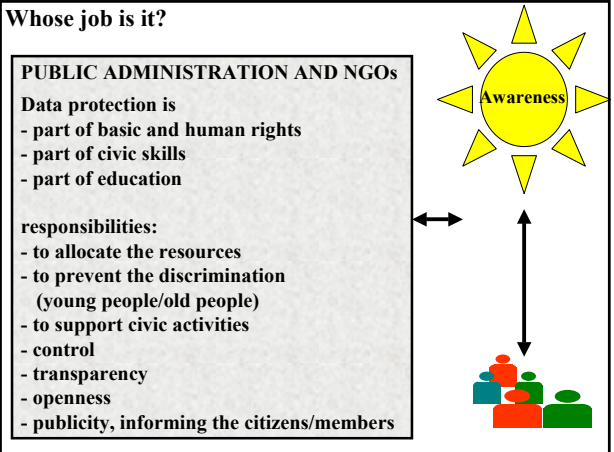 Whose job is it?
PUBLIC ADMINISTRATION AND NGOs
Data protection is
- part of basic and human rights
- part of civic skills
- part of education
responsibilities:
- to allocate the resources
- to prevent the discrimination
(young people/old people)
- to support civic activities
- control
- transparency
- openness
- publicity, informing the citizens/members
Awareness